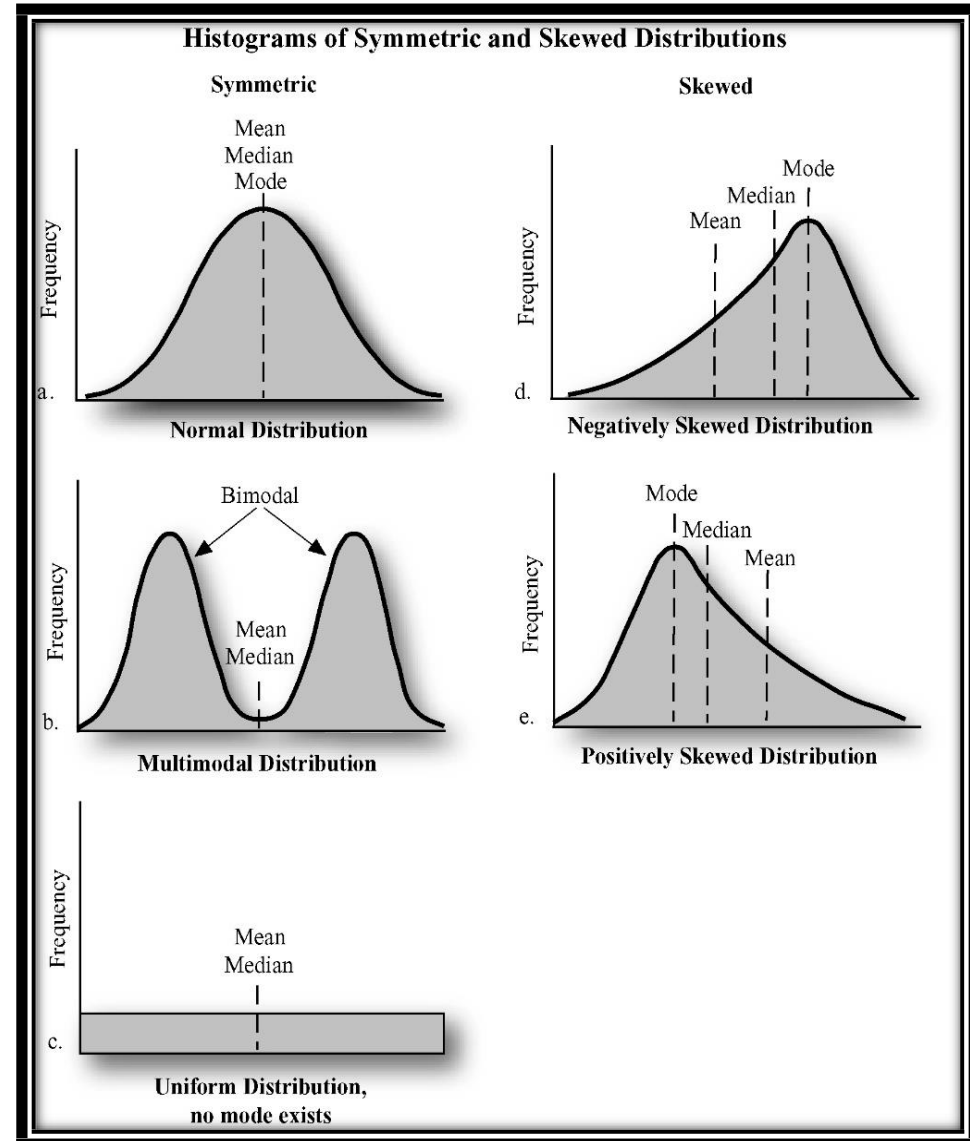 Histograms of Symmetric and Skewed Distributions
Symmetric
Mean
Median
Mode
Frequency
a.
Normal Distribution
Bimodal
Mean
Median
Frequency
b.
Multimodal Distribution
Mean
Median
Frequency
c.
Uniform Distribution,
no mode exists
Skewed
Mode
Median
Mean
Frequency
d.
Negatively Skewed Distribution
Mode
Median
Mean
Frequency
e.
Positively Skewed Distribution